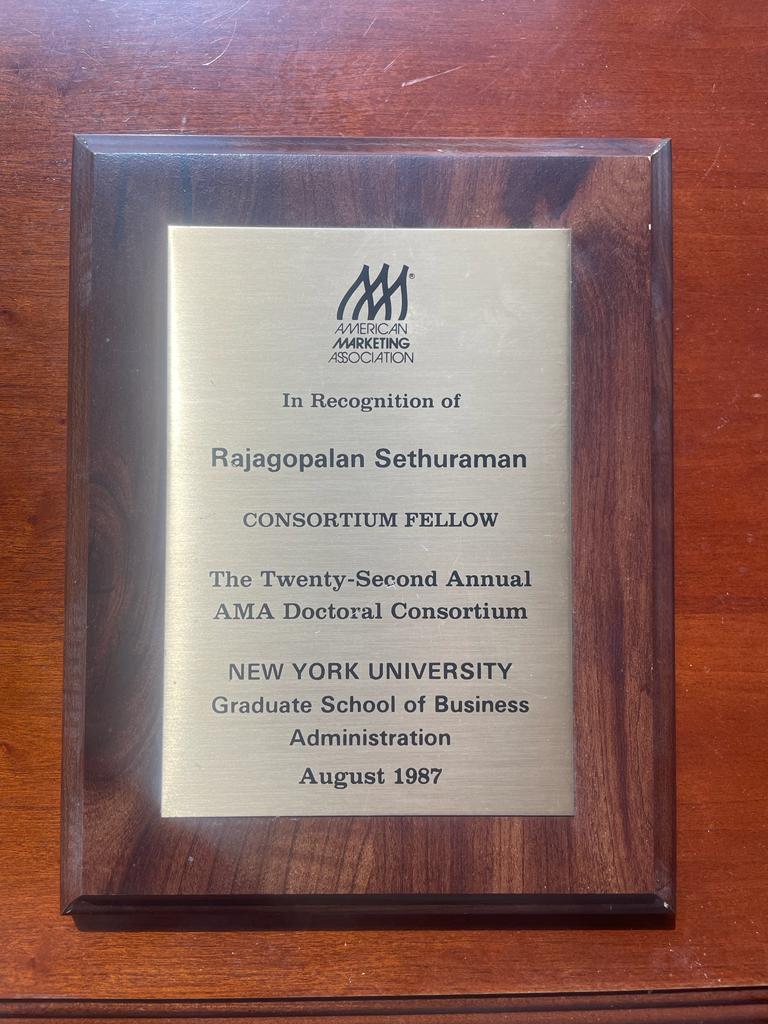 AMERICAN
MARKETING
ASSOCIATION
®
In Recognition of
Rajagopalan Sethuraman
CONSORTIUM FELLOW
The Twenty-Second Annual
AMA Doctoral Consortium
NEW YORK UNIVERSITY
Graduate School of Business
Administration
August 1987